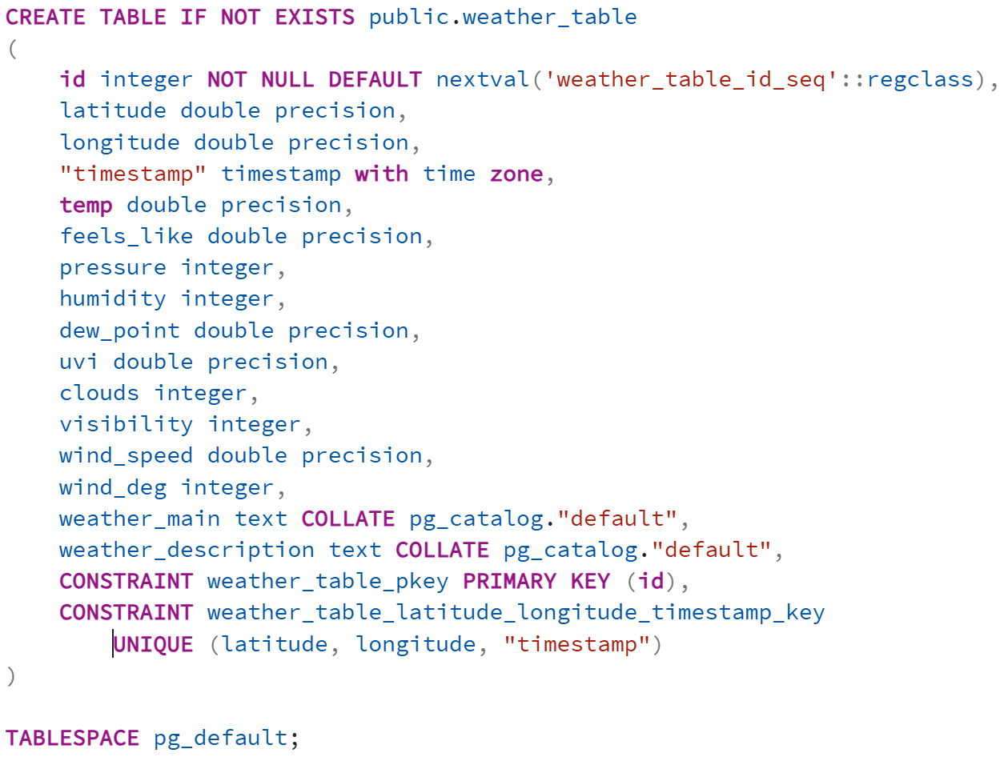 CREATE TABLE IF NOT EXISTS public.weather_table
(
    id integer NOT NULL DEFAULT nextval('weather_table_id_seq'::regclass),
    latitude double precision,
    longitude double precision,
    "timestamp" timestamp with time zone,
    temp double precision,
    feels_like double precision,
    pressure integer,
    humidity integer,
    dew_point double precision,
    uvi double precision,
    clouds integer,
    visibility integer,
    wind_speed double precision,
    wind_deg integer,
    weather_main text COLLATE pg_catalog."default",
    weather_description text COLLATE pg_catalog."default",
    CONSTRAINT weather_table_pkey PRIMARY KEY (id),
    CONSTRAINT weather_table_latitude_longitude_timestamp_key
        UNIQUE (latitude, longitude, "timestamp")
)
TABLESPACE pg_default;